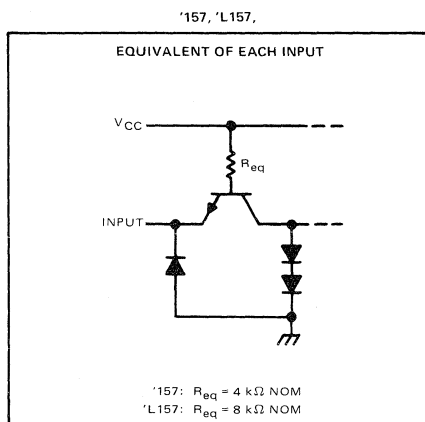 '157, 'L157,
EQUIVALENT OF EACH INPUT
VCC
Req
INPUT
'157: Req = 4 kΩ NOM
'L157: Req = 8 kΩ NOM